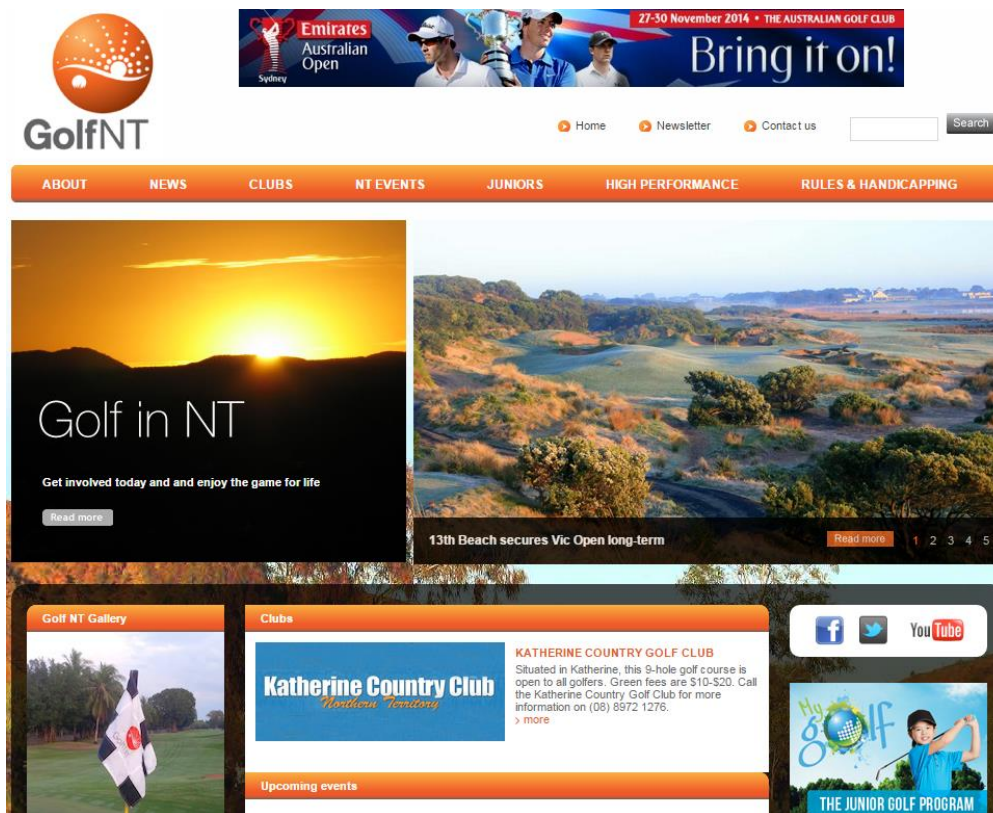 Emirates
Australian
Open
Sydney
27-30 November 2014 • THE AUSTRALIAN GOLF CLUB
Bring it on!
GolfNT
Home
Newsletter
Contact us
Search
ABOUT
NEWS
CLUBS
NT EVENTS
JUNIORS
HIGH PERFORMANCE
RULES & HANDICAPPING
Golf in NT
Get involved today and and enjoy the game for life
Read more
13th Beach secures Vic Open long-term
Read more
1 2 3 4 5
Golf NT Gallery
Clubs
Katherine Country Club
Northern Territory
KATHERINE COUNTRY GOLF CLUB
Situated in Katherine, this 9-hole golf course is
open to all golfers. Green fees are $10-$20. Call
the Katherine Country Golf Club for more
information on (08) 8972 1276.
> more
You Tube
My
golf
THE JUNIOR GOLF PROGRAM
Upcoming events